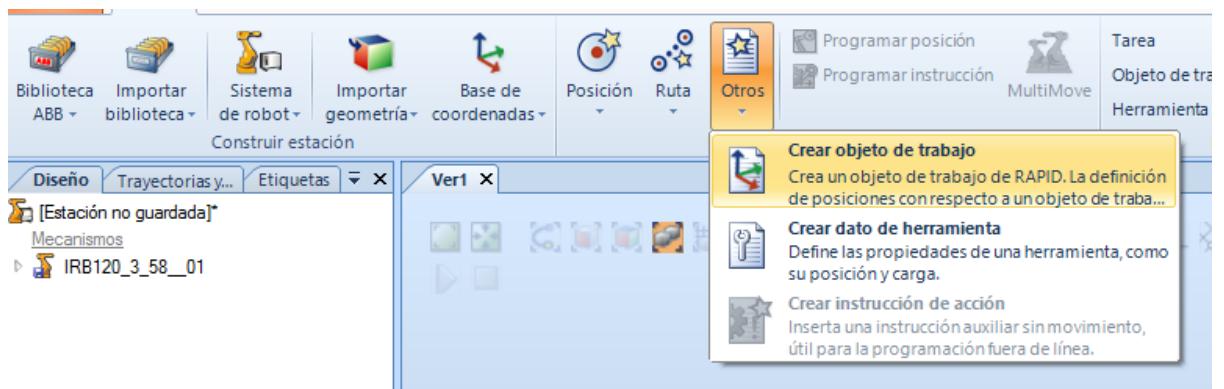 Biblioteca ABB
Importar biblioteca
Sistema de robot
Importar geometría
Base de coordenadas
Posición
Ruta
Otros
Programar posición
Programar instrucción
MultiMove
Tarea
Objeto de tra
Herramienta
Construir estación
Crear objeto de trabajo
Crea un objeto de trabajo de RAPID. La definición
de posiciones con respecto a un objeto de traba...
Crear dato de herramienta
Define las propiedades de una herramienta, como
su posición y carga.
Crear instrucción de acción
Inserta una instrucción auxiliar sin movimiento,
útil para la programación fuera de línea.
Diseño
Trayectorias y...
Etiquetas
Ver1
[Estación no guardada]*
Mecanismos
IRB120_3_58__01